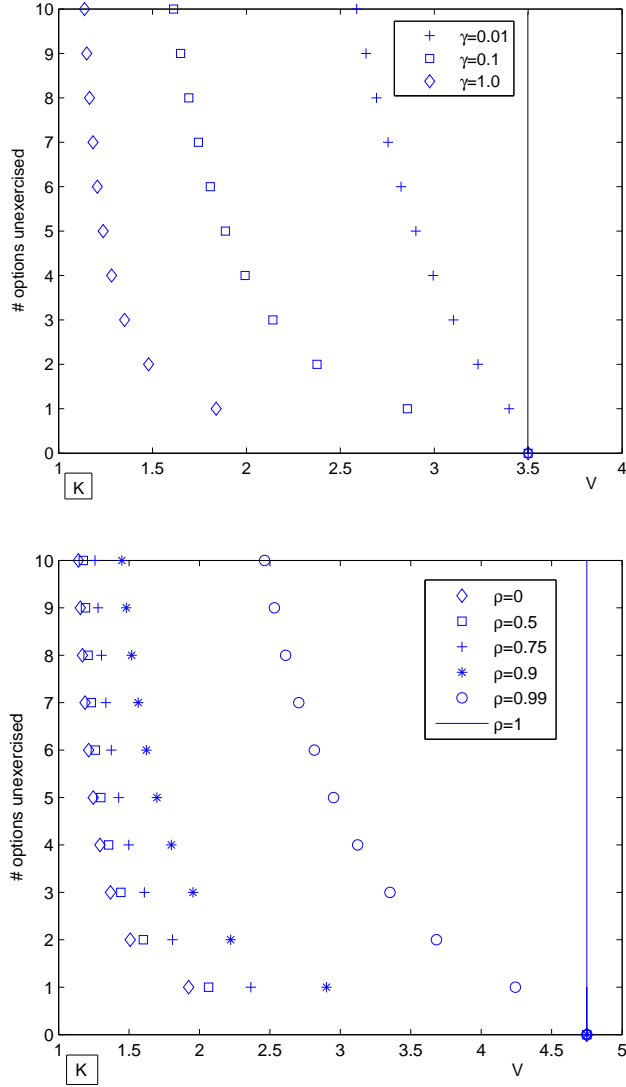 10
9
8
7
6
5
4
3
2
1
0
# options unexercised
γ=0.01
γ=0.1
γ=1.0
1 1.5 2 2.5 3 3.5 4
K V
10
9
8
7
6
5
4
3
2
1
0
# options unexercised
ρ=0
ρ=0.5
ρ=0.75
ρ=0.9
ρ=0.99
ρ=1
1 1.5 2 2.5 3 3.5 4 4.5 5
K V